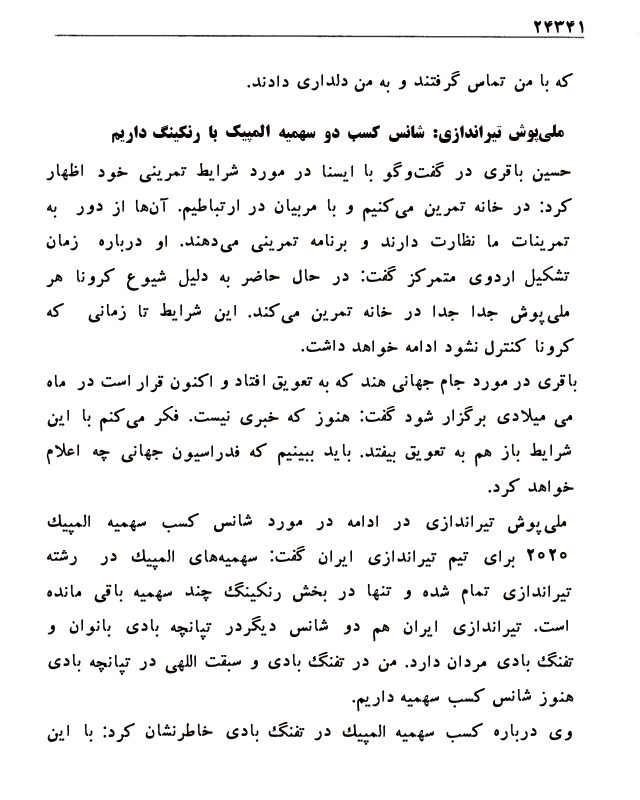 ۲۴۳۴۱
که با من تماس گرفتند و به من دلداری دادند.
ملی‌پوش تیراندازی: شانس کسب دو سهمیه المپیک با رنکینگ داریم
حسین باقری در گفت‌وگو با ایسنا در مورد شرایط تمرینی خود اظهار
کرد: در خانه تمرین می‌کنیم و با مربیان در ارتباطیم. آن‌ها از دور به
تمرینات ما نظارت دارند و برنامه تمرینی می‌دهند. او درباره زمان
تشکیل اردوی متمرکز گفت: در حال حاضر به دلیل شیوع کرونا هر
ملی‌پوش جدا جدا در خانه تمرین می‌کند. این شرایط تا زمانی که
کرونا کنترل نشود ادامه خواهد داشت.
باقری در مورد جام جهانی هند که به تعویق افتاد و اکنون قرار است در ماه
می میلادی برگزار شود گفت: هنوز که خبری نیست. فکر می‌کنم با این
شرایط باز هم به تعویق بیفتد. باید ببینیم که فدراسیون جهانی چه اعلام
خواهد کرد.
ملی‌پوش تیراندازی در ادامه در مورد شانس کسب سهمیه المپیك
۲۰۲۰ برای تیم تیراندازی ایران گفت: سهمیه‌های المپیك در رشته
تیراندازی تمام شده و تنها در بخش رنکینگ چند سهمیه باقی مانده
است. تیراندازی ایران هم دو شانس دیگردر تپانچه بادی بانوان و
تفنگ بادی مردان دارد. من در تفنگ بادی و سبقت اللهی در تپانچه بادی
هنوز شانس کسب سهمیه داریم.
وی درباره کسب سهمیه المپیك در تفنگ بادی خاطرنشان کرد: با این